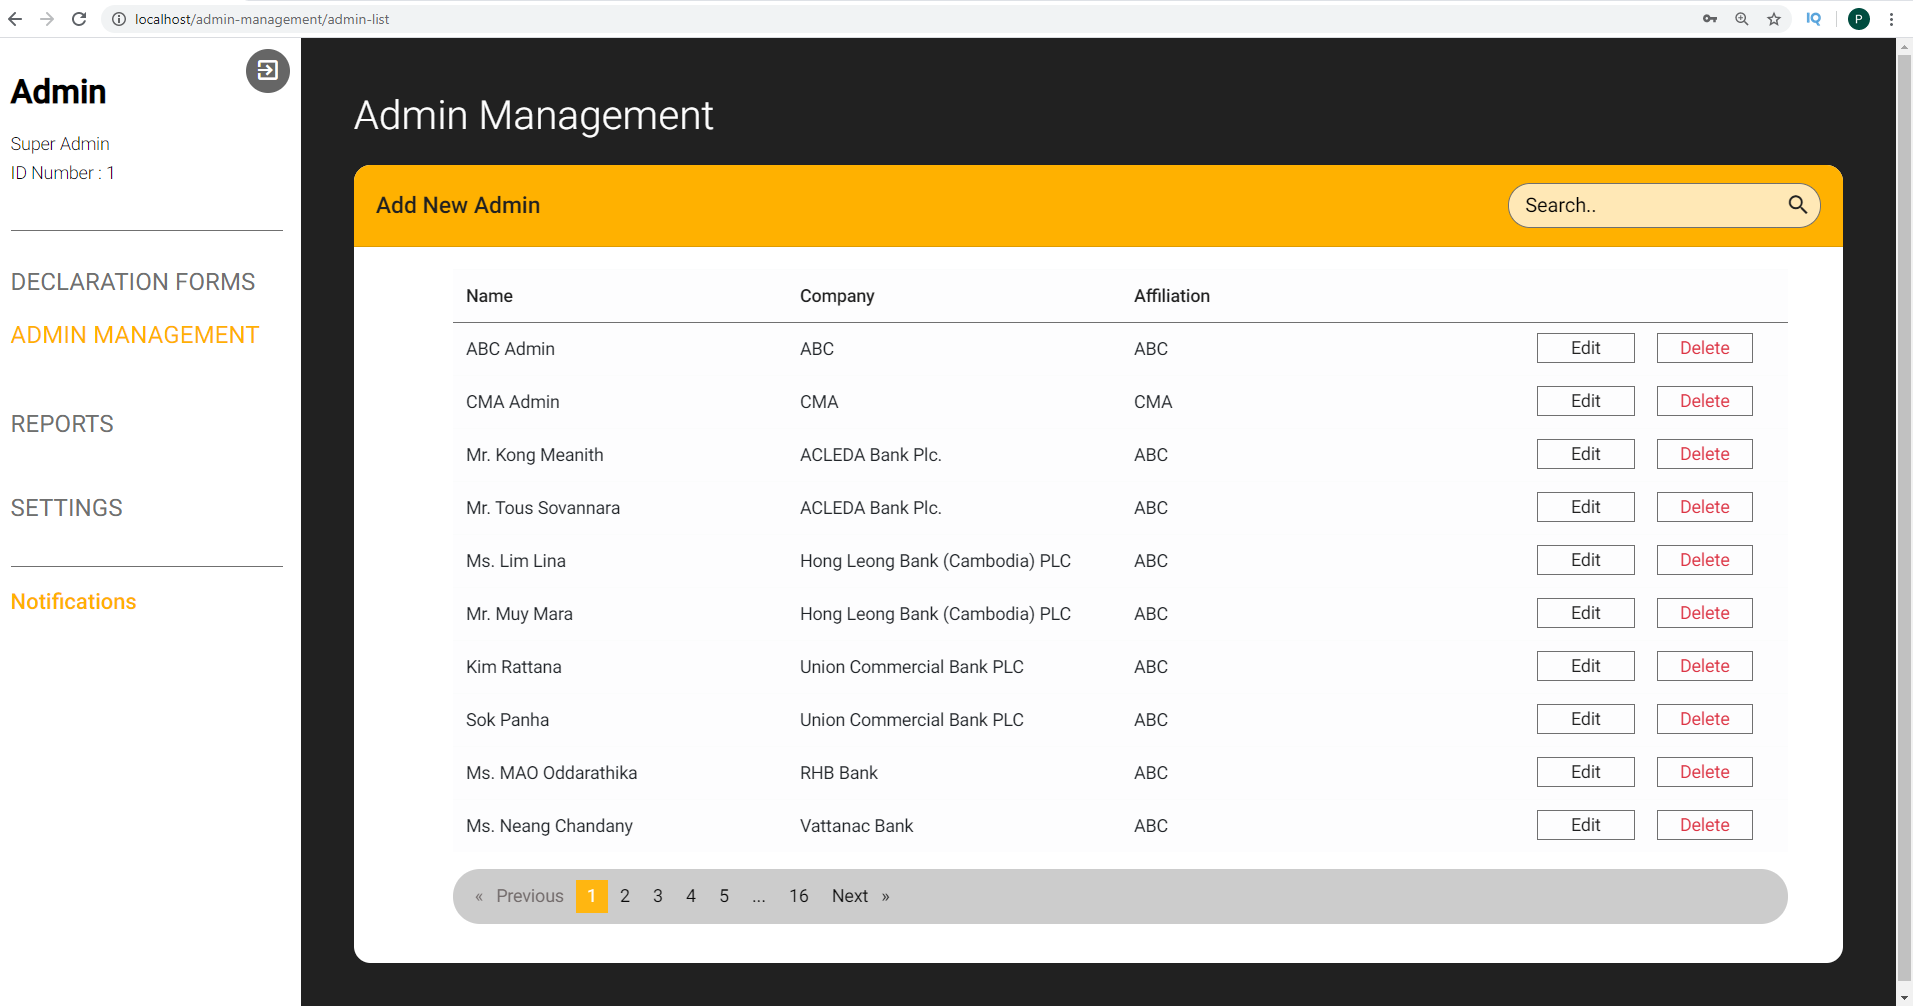 localhost/admin-management/admin-list
IQ
P
Admin
Super Admin
ID Number : 1
DECLARATION FORMS
ADMIN MANAGEMENT
REPORTS
SETTINGS
Notifications
Admin Management
Add New Admin
Search..
Name Company Affiliation
ABC Admin ABC ABC Edit Delete
CMA Admin CMA CMA Edit Delete
Mr. Kong Meanith ACLEDA Bank Plc. ABC Edit Delete
Mr. Tous Sovannara ACLEDA Bank Plc. ABC Edit Delete
Ms. Lim Lina Hong Leong Bank (Cambodia) PLC ABC Edit Delete
Mr. Muy Mara Hong Leong Bank (Cambodia) PLC ABC Edit Delete
Kim Rattana Union Commercial Bank PLC ABC Edit Delete
Sok Panha Union Commercial Bank PLC ABC Edit Delete
Ms. MAO Oddarathika RHB Bank ABC Edit Delete
Ms. Neang Chandany Vattanac Bank ABC Edit Delete
« Previous 1 2 3 4 5 ... 16 Next »